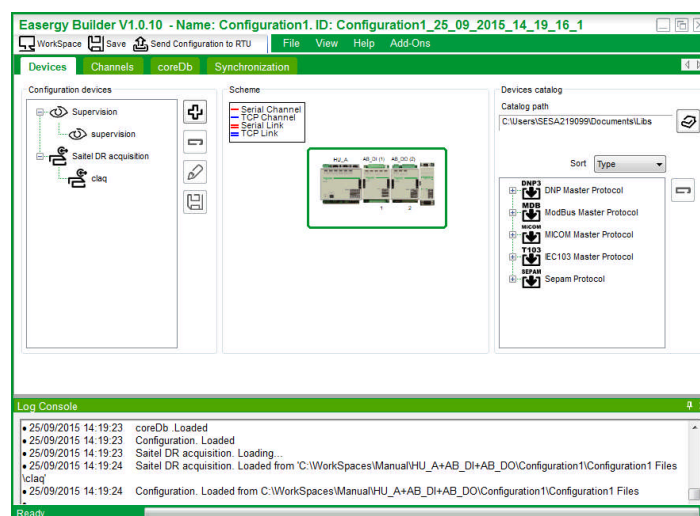 Easergy Builder V1.0.10 - Name: Configuration1. ID: Configuration1_25_09_2015_14_19_16_1
WorkSpace Save Send Configuration to RTU File View Help Add-Ons
Devices Channels coreDb Synchronization
Configuration devices
Supervision
supervision
Saitel DR acquisition
claq
Scheme
Serial Channel
TCP Channel
Serial Link
TCP Link
HU_A AB_DI (1) AB_DO (2)
1 2
Devices catalog
Catalog path
C:\Users\SESA219099\Documents\Libs
Sort Type
DNP3 DNP Master Protocol
MDB ModBus Master Protocol
MICOM MICOM Master Protocol
T103 IEC103 Master Protocol
SEPAM Sepam Protocol
Log Console
25/09/2015 14:19:23 coreDb .Loaded
25/09/2015 14:19:23 Configuration. Loaded
25/09/2015 14:19:23 Saitel DR acquisition. Loading...
25/09/2015 14:19:24 Saitel DR acquisition. Loaded from 'C:\WorkSpaces\Manual\HU_A+AB_DI+AB_DO\Configuration1\Configuration1 Files
\claq'
25/09/2015 14:19:24 Configuration. Loaded from C:\WorkSpaces\Manual\HU_A+AB_DI+AB_DO\Configuration1\Configuration1 Files
Ready